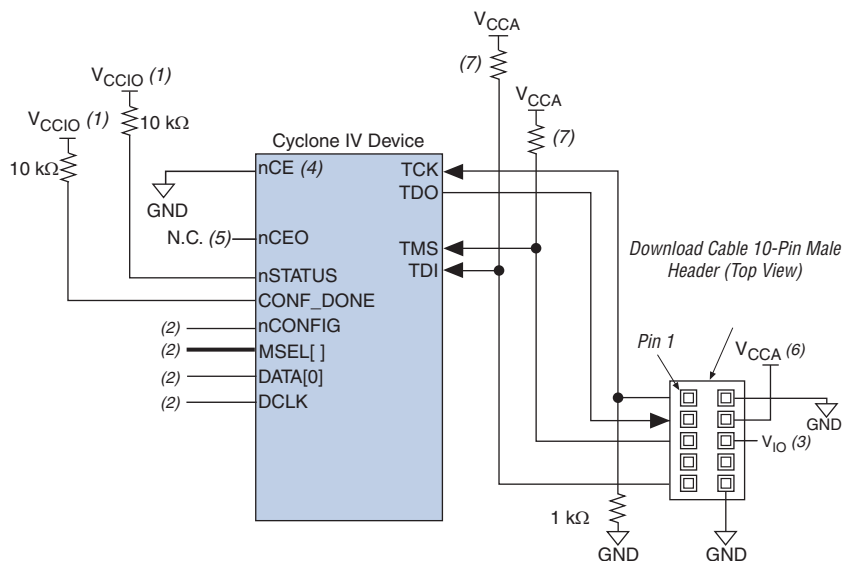 VCCA
(7)
VCCIO (1)
VCCA
VCCIO (1)
10 kΩ
(7)
Cyclone IV Device
10 kΩ
nCE (4)
TCK
GND
TDO
N.C. (5)
nCEO
TMS
Download Cable 10-Pin Male
Header (Top View)
nSTATUS
TDI
CONF_DONE
(2)
nCONFIG
(2)
MSEL[ ]
Pin 1
VCCA (6)
(2)
DATA[0]
(2)
DCLK
GND
VIO (3)
1 kΩ
GND
GND